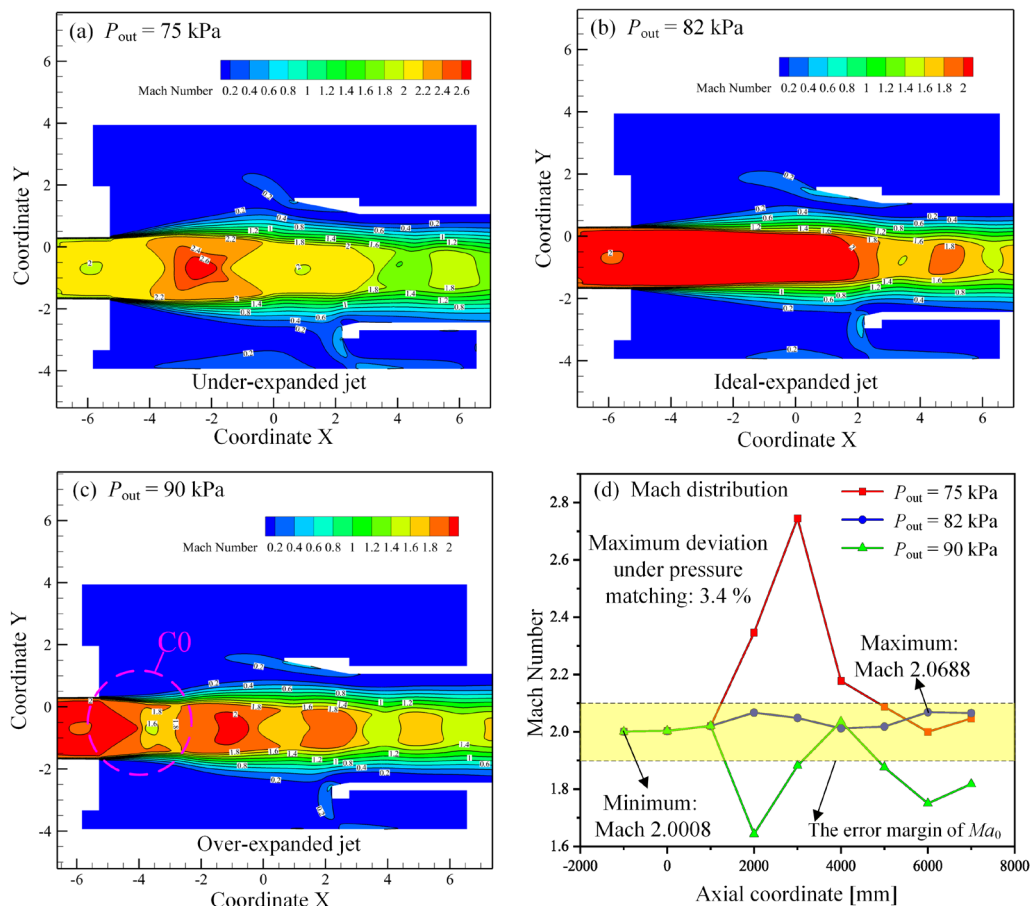 (a) P_out = 75 kPa
Mach Number
0.2 0.4 0.6 0.8 1 1.2 1.4 1.6 1.8 2 2.2 2.4 2.6
Coordinate Y
6
4
2
0
-2
-4
Under-expanded jet
-6 -4 -2 0 2 4 6
Coordinate X
(b) P_out = 82 kPa
Mach Number
0.2 0.4 0.6 0.8 1 1.2 1.4 1.6 1.8 2
Coordinate Y
6
4
2
0
-2
-4
Ideal-expanded jet
-6 -4 -2 0 2 4 6
Coordinate X
(c) P_out = 90 kPa
Mach Number
0.2 0.4 0.6 0.8 1 1.2 1.4 1.6 1.8 2
C0
Coordinate Y
6
4
2
0
-2
-4
Over-expanded jet
-6 -4 -2 0 2 4 6
Coordinate X
(d) Mach distribution
P_out = 75 kPa
P_out = 82 kPa
P_out = 90 kPa
Maximum deviation
under pressure
matching: 3.4 %
Maximum:
Mach 2.0688
Minimum:
Mach 2.0008
The error margin of Ma_0
Mach Number
2.8
2.6
2.4
2.2
2.0
1.8
1.6
-2000 0 2000 4000 6000 8000
Axial coordinate [mm]